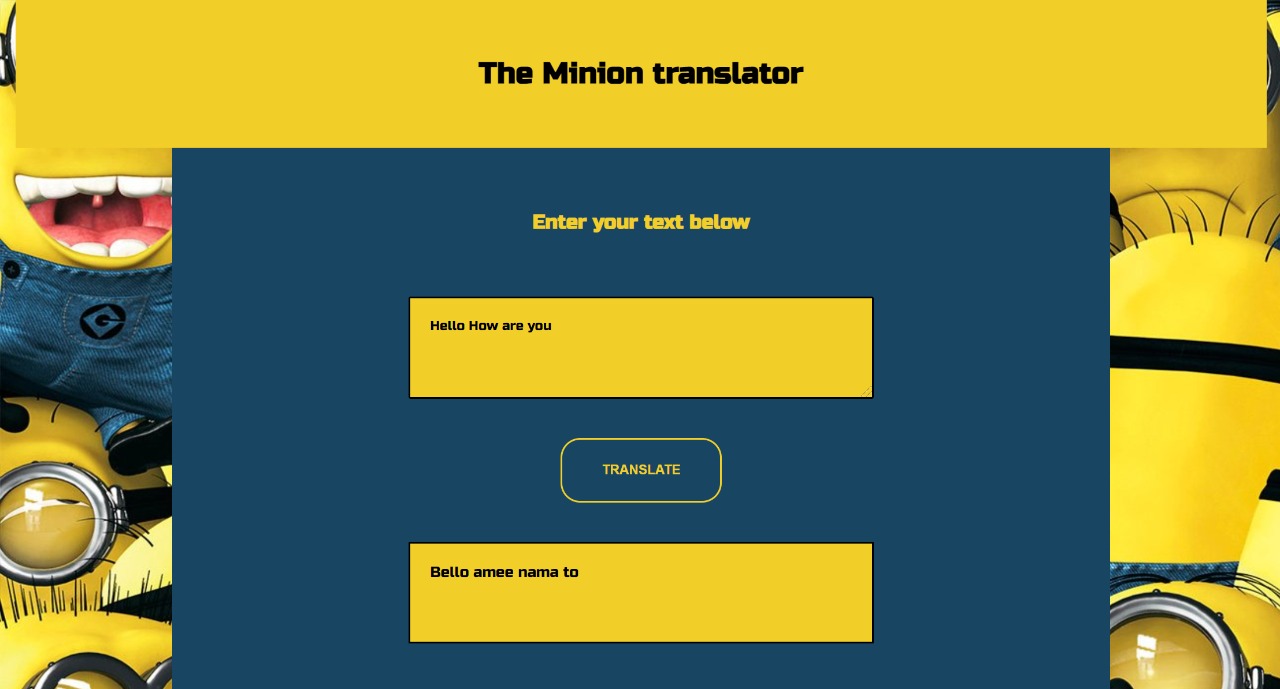 The Minion translator
Enter your text below
Hello How are you
TRANSLATE
Bello amee nama to